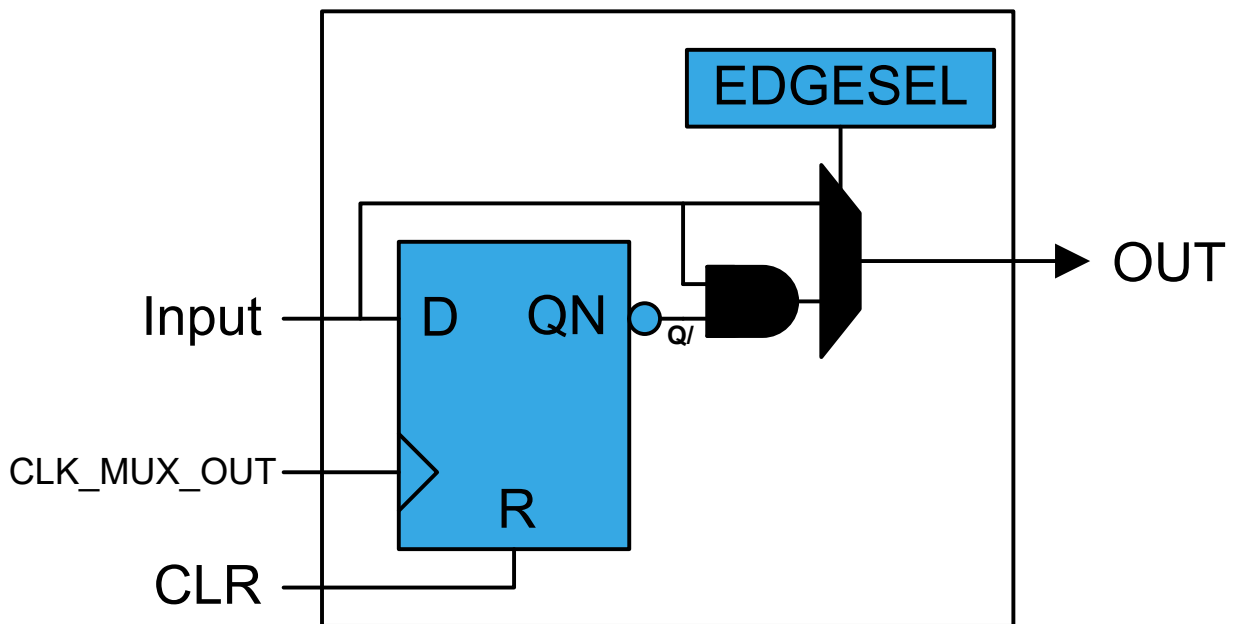 EDGESEL
OUT
Input
D
QN
Q/
CLK_MUX_OUT
R
CLR